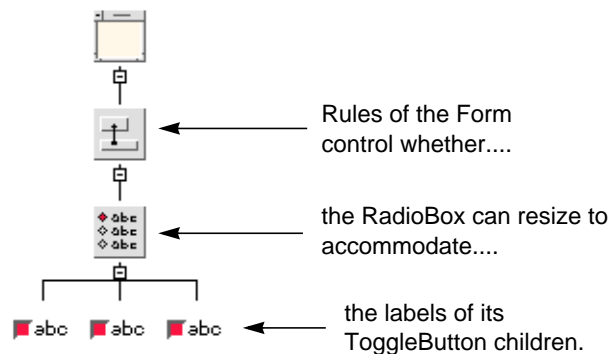 Rules of the Form
control whether....
abc
abc
abc
the RadioBox can resize to
accommodate....
abc
abc
abc
the labels of its
ToggleButton children.